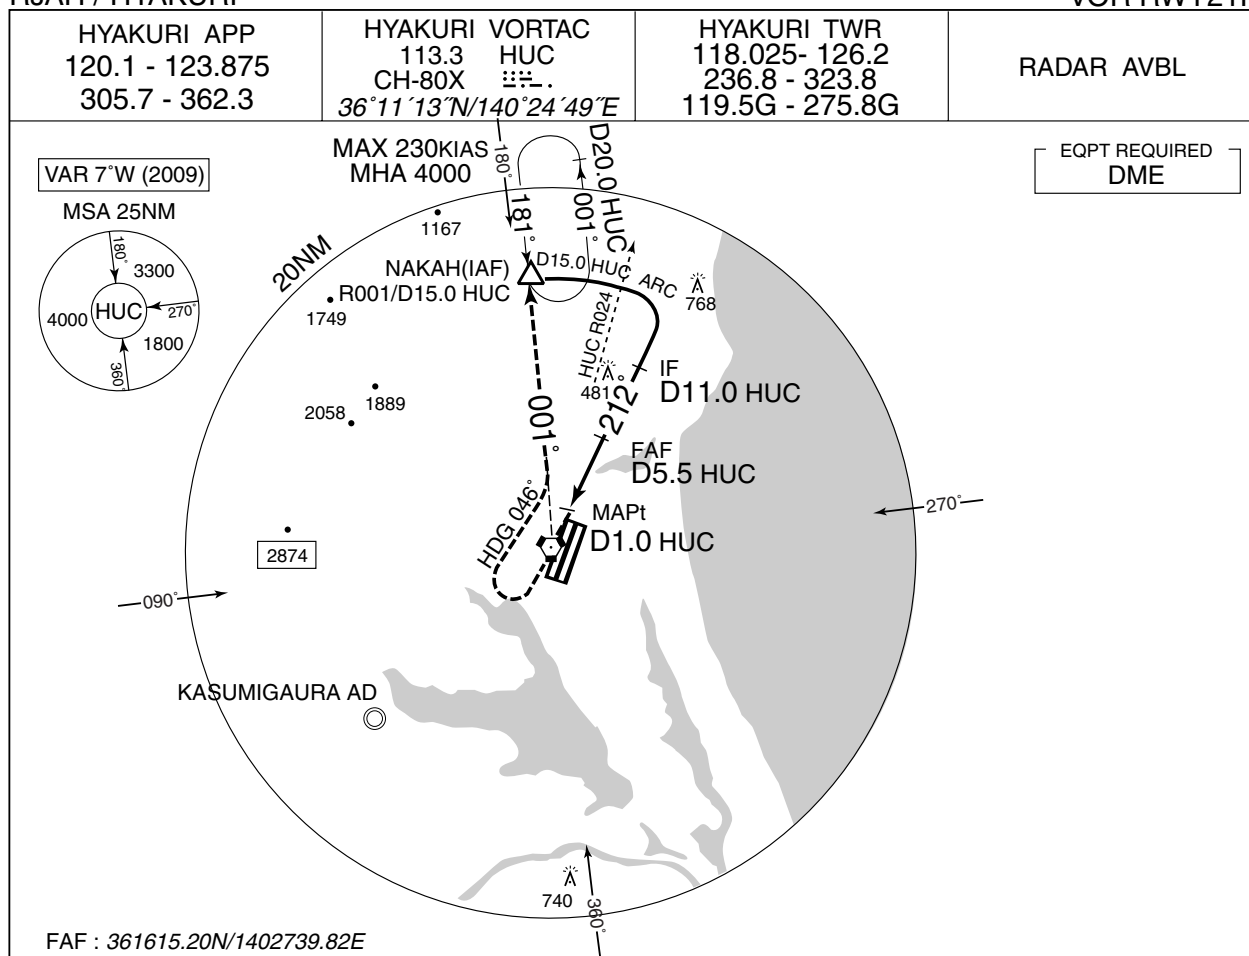 HYAKURI APP
120.1 - 123.875
305.7 - 362.3
HYAKURI VORTAC
113.3 HUC
CH-80X
36°11´13˝N/140°24´49˝E
HYAKURI TWR
118.025- 126.2
236.8 - 323.8
119.5G - 275.8G
RADAR AVBL
EQPT REQUIRED
DME
VAR 7°W (2009)
MSA 25NM
180°
3300
HUC
270°
4000
1800
360°
MAX 230KIAS
MHA 4000
180°
181°
001°
D20.0 HUC
1167
20NM
NAKAH(IAF)
R001/D15.0 HUC
D15.0 HUC ARC
768
1749
HUC R024
481
IF
D11.0 HUC
212°
001°
2058
1889
FAF
D5.5 HUC
HDG 046°
MAPt
D1.0 HUC
270°
2874
090°
KASUMIGAURA AD
740
360°
FAF : 361615.20N/1402739.82E